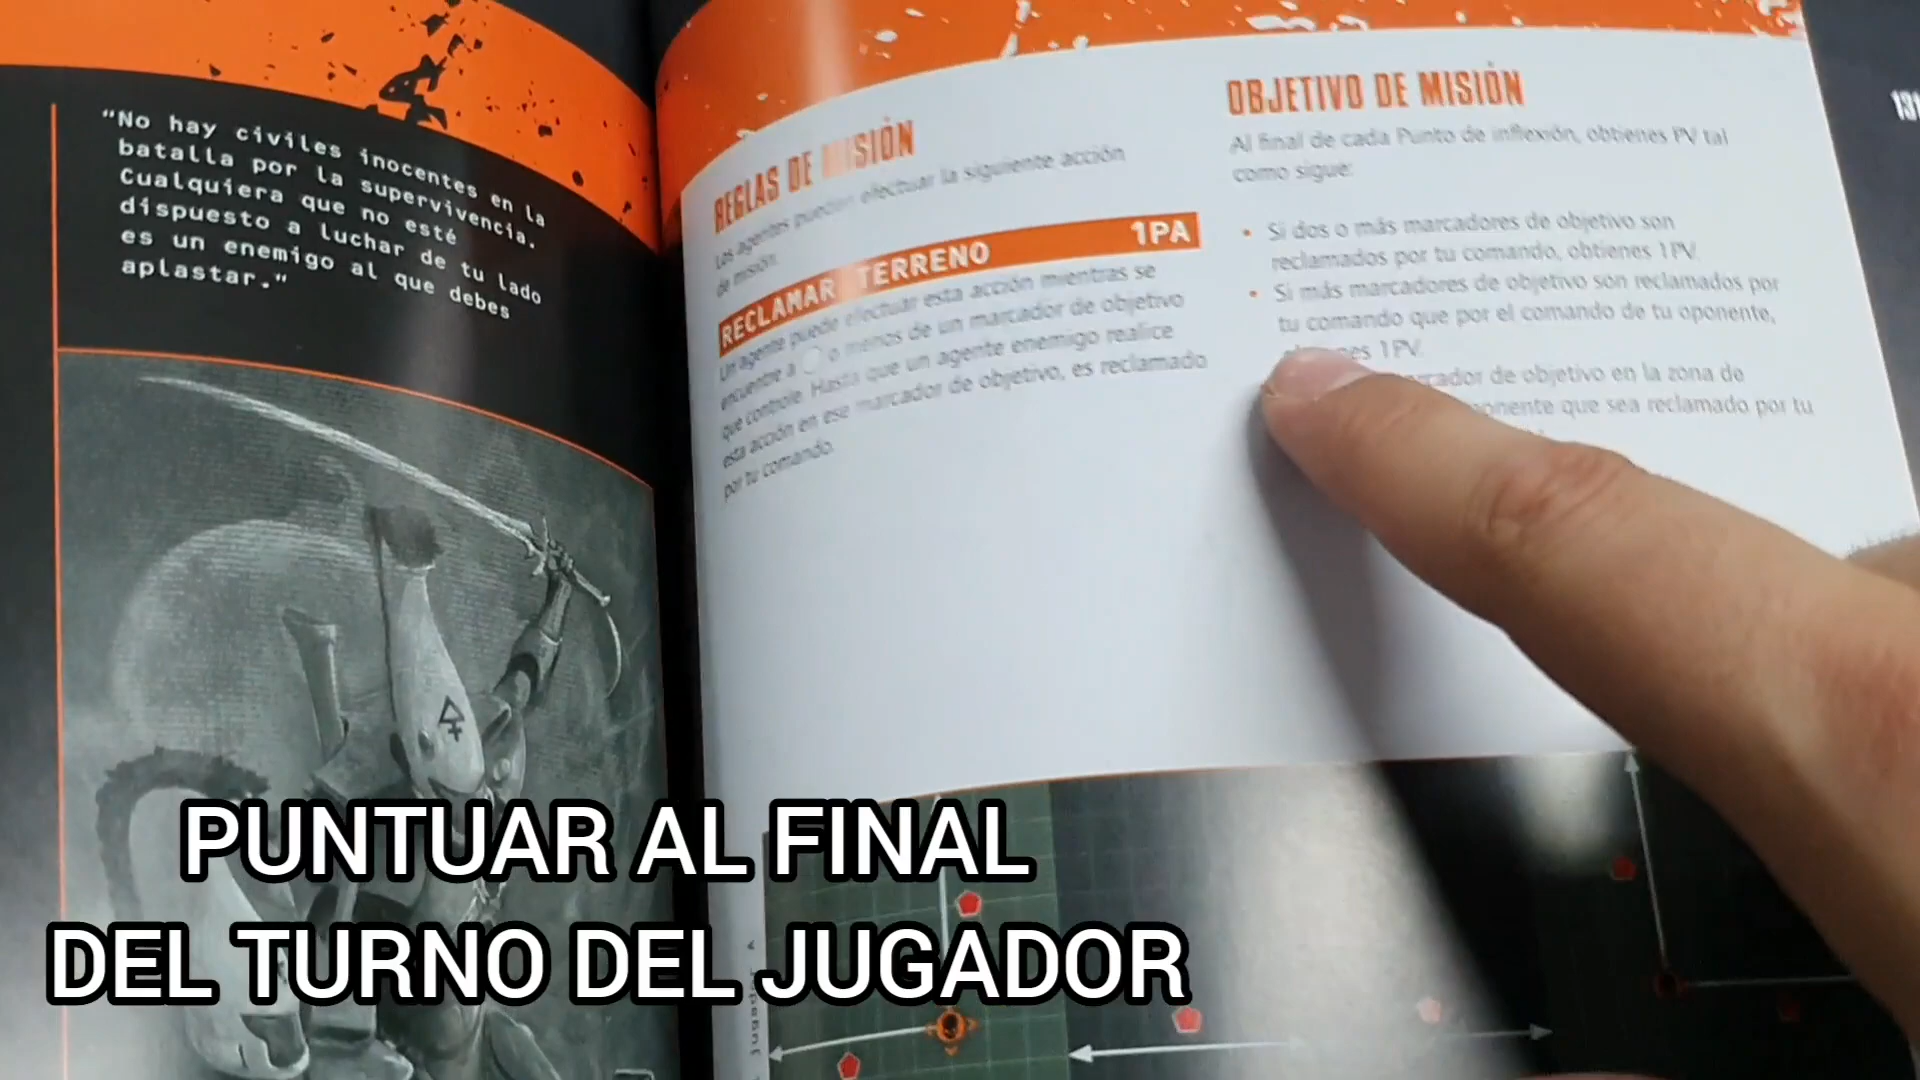 “No hay civiles inocentes en la
batalla por la supervivencia.
Cualquiera que no esté
dispuesto a luchar de tu lado
es un enemigo al que debes
aplastar.”
REGLAS DE MISIÓN
Los agentes pueden efectuar la siguiente acción
de misión.
RECLAMAR TERRENO 1PA
Un agente puede efectuar esta acción mientras se
encuentre a o menos de un marcador de objetivo
que controle. Hasta que un agente enemigo realice
esta acción en ese marcador de objetivo, es reclamado
por tu comando.
OBJETIVO DE MISIÓN
Al final de cada Punto de inflexión, obtienes PV tal
como sigue:
• Si dos o más marcadores de objetivo son
reclamados por tu comando, obtienes 1PV.
• Si más marcadores de objetivo son reclamados por
tu comando que por el comando de tu oponente,
1PV.
de objetivo en la zona de
que sea reclamado por tu
131
PUNTUAR AL FINAL
DEL TURNO DEL JUGADOR